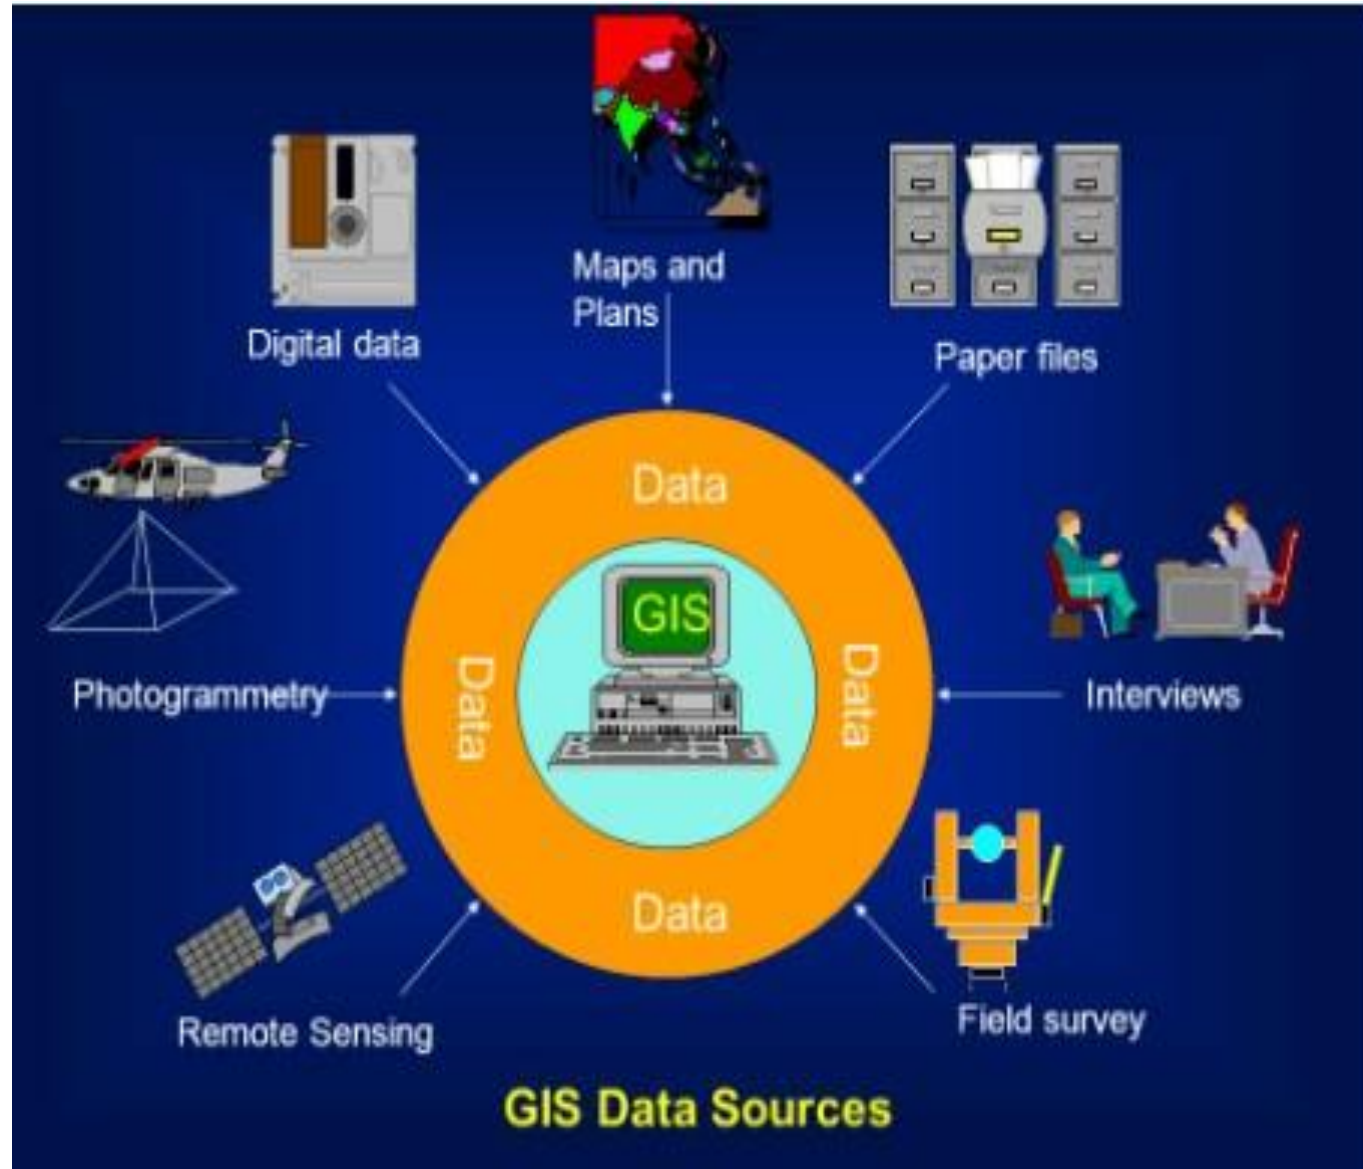 Maps and
Plans
Digital data
Paper files
Data
GIS
Data
Data
Photogrammetry
Interviews
Data
Remote Sensing
Field survey
GIS Data Sources